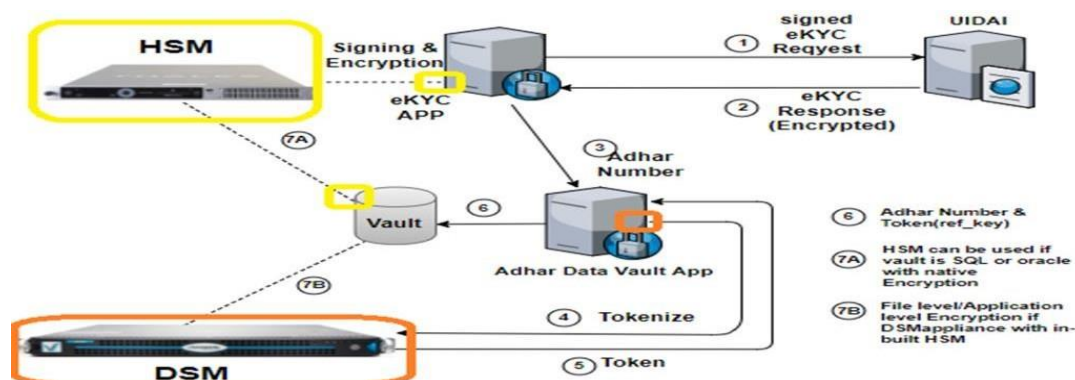 HSM
Signing &
Encryption
eKYC
APP
1
signed
eKYC
Reqyest
UIDAI
2
eKYC
Response
(Encrypted)
3
Adhar
Number
7A
Vault
6
Adhar Data Vault App
7B
4
Tokenize
5
Token
DSM
6
Adhar Number &
Token(ref_key)
7A
HSM can be used if
vault is SQL or oracle
with native
Encryption
7B
File level/Application
level Encryption if
DSMappliance with in-
built HSM